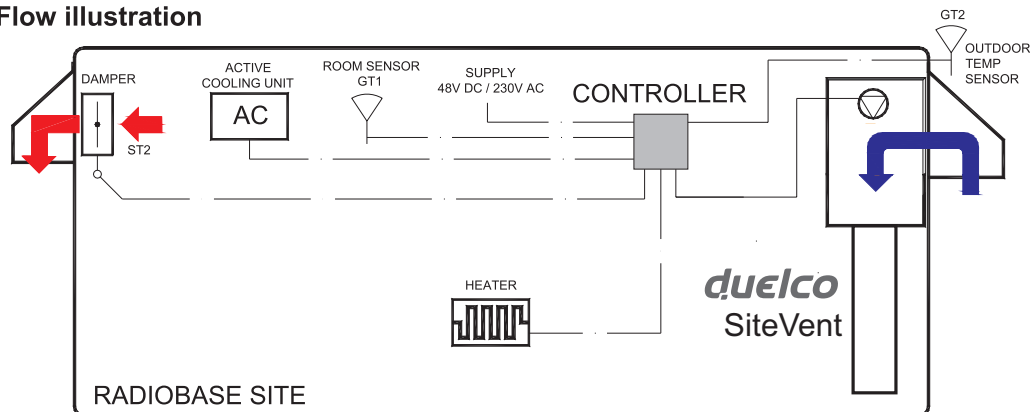 Flow illustration
GT2
OUTDOOR
TEMP
SENSOR
DAMPER
ACTIVE
COOLING UNIT
AC
ROOM SENSOR
GT1
SUPPLY
48V DC / 230V AC
CONTROLLER
ST2
HEATER
duelco
SiteVent
RADIOBASE SITE